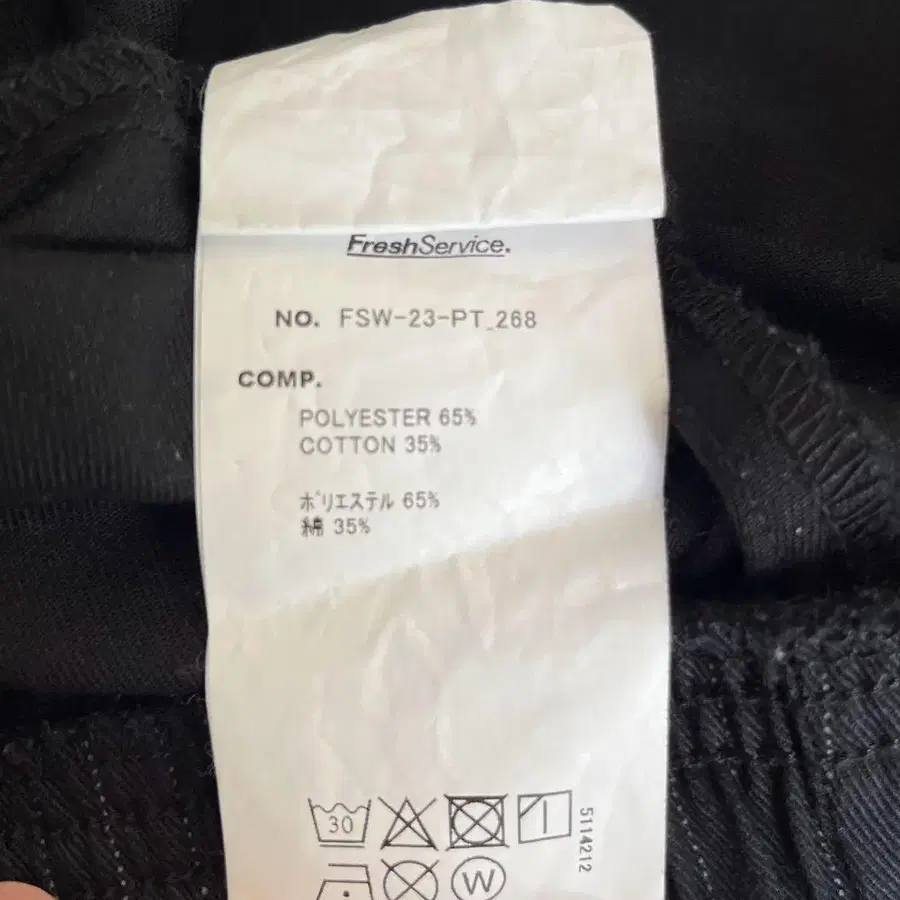 FreshService.
NO. FSW-23-PT_268
COMP.
POLYESTER 65%
COTTON 35%
ポリエステル 65%
綿 35%
30
W
5114212